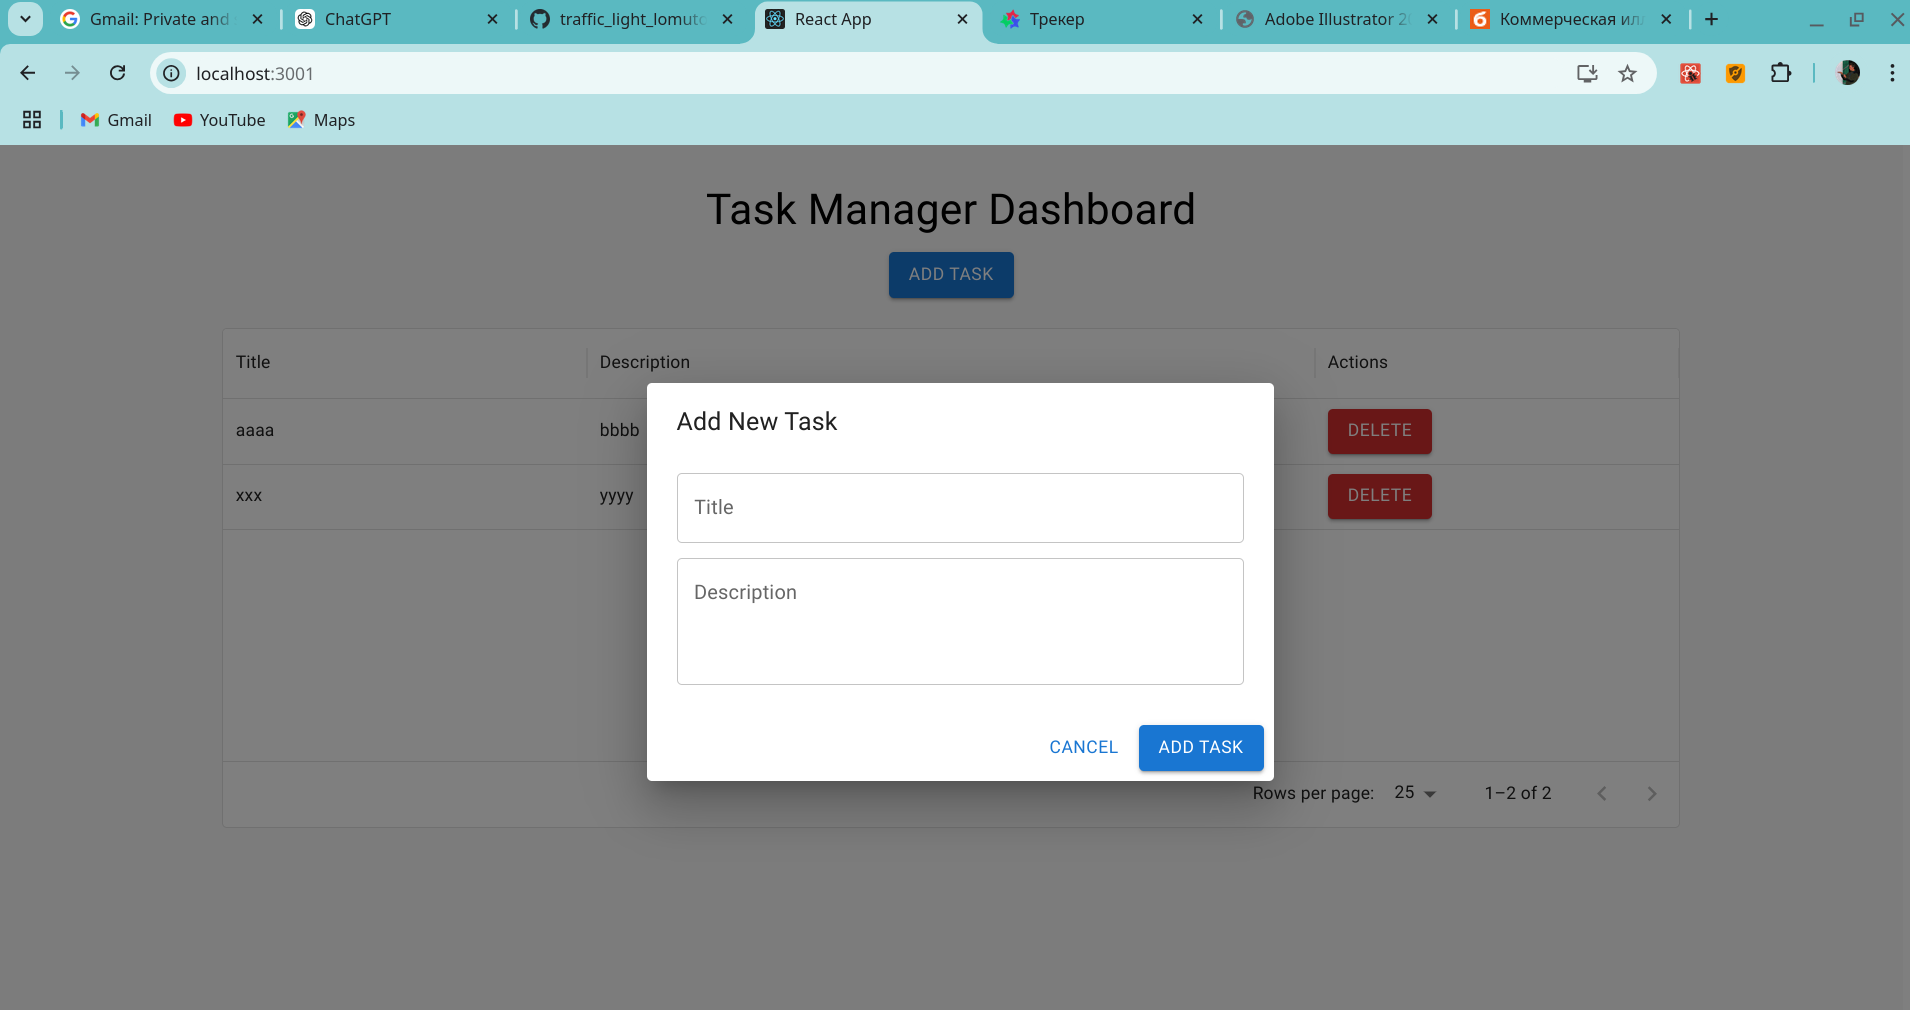 Gmail: Private and ChatGPT traffic_light_lomuto React App Трекер Adobe Illustrator 2 Коммерческая ил
localhost:3001
Gmail YouTube Maps
Task Manager Dashboard
ADD TASK
Title Description Actions
aaaa bbbb DELETE
xxx yyyy DELETE
Add New Task
Title
Description
CANCEL ADD TASK
Rows per page: 25 1–2 of 2